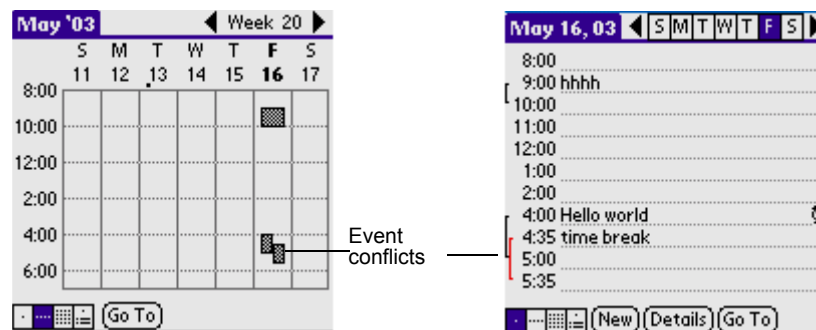 May '03 Week 20
S M T W T F S
11 12 13 14 15 16 17
8:00
10:00
12:00
2:00
4:00
6:00
Go To
Event
conflicts
May 16, 03 S M T W T F S
8:00
9:00 hhhh
10:00
11:00
12:00
1:00
2:00
4:00 Hello world
4:35 time break
5:00
5:35
New Details Go To